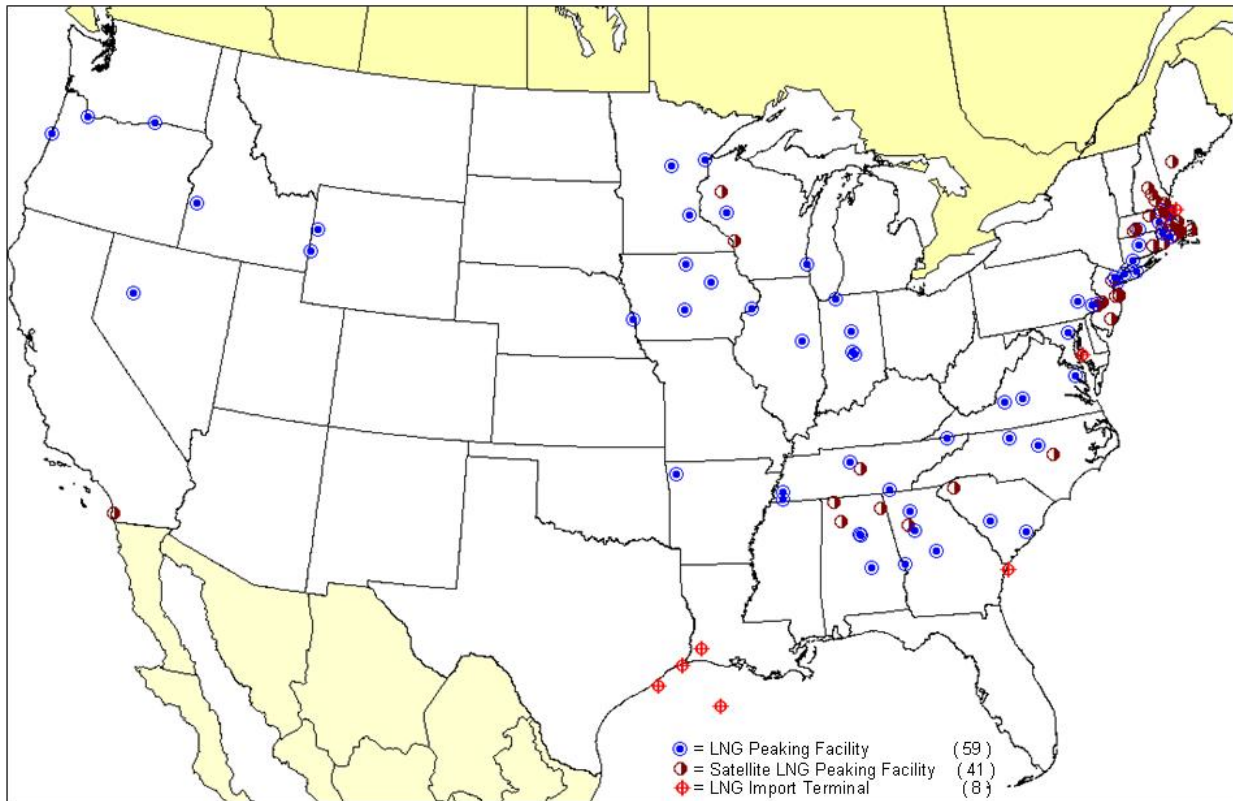 = LNG Peaking Facility (59)
= Satellite LNG Peaking Facility (41)
= LNG Import Terminal (8)